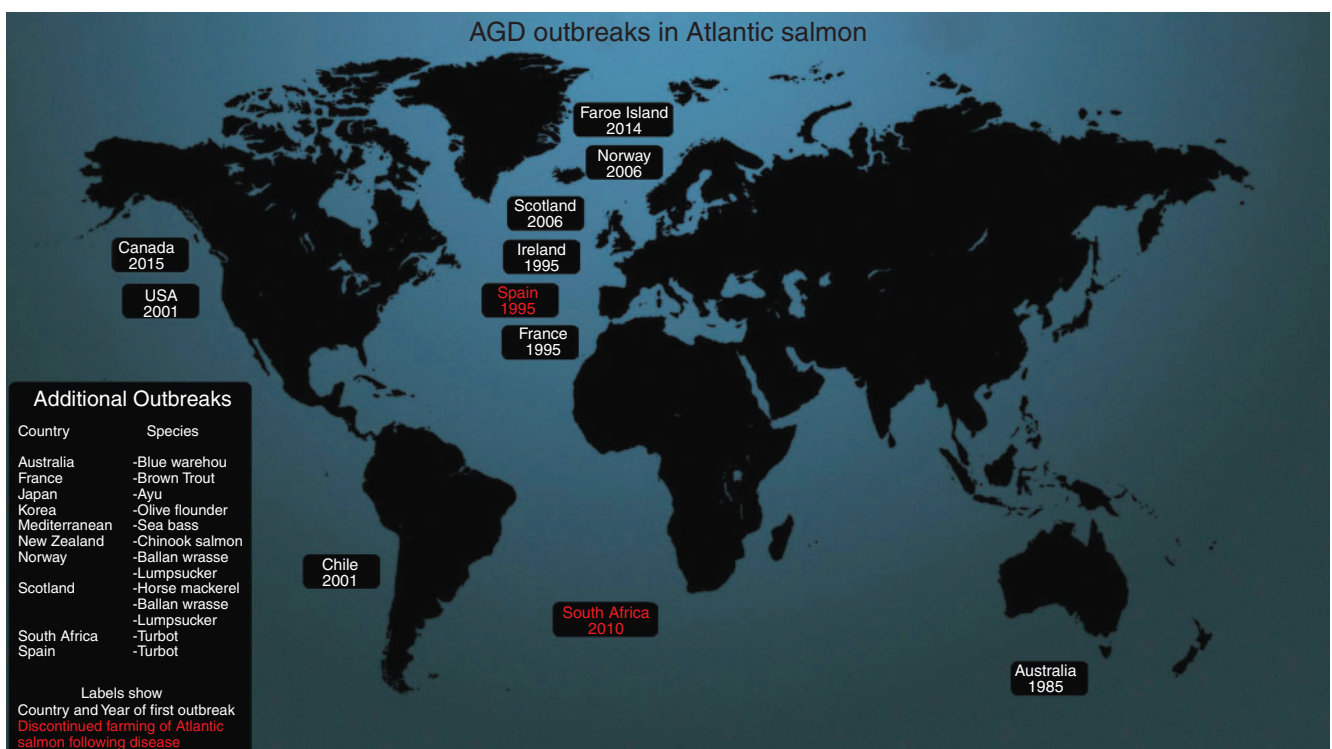 AGD outbreaks in Atlantic salmon
Faroe Island
2014
Norway
2006
Scotland
2006
Canada
2015
Ireland
1995
USA
2001
Spain
1995
France
1995
Additional Outbreaks
Country Species
Australia -Blue warehou
France -Brown Trout
Japan -Ayu
Korea -Olive flounder
Mediterranean -Sea bass
New Zealand -Chinook salmon
Norway -Ballan wrasse
-Lumpsucker
Scotland -Horse mackerel
-Ballan wrasse
-Lumpsucker
South Africa -Turbot
Spain -Turbot
Labels show
Country and Year of first outbreak
Discontinued farming of Atlantic
salmon following disease
Chile
2001
South Africa
2010
Australia
1985